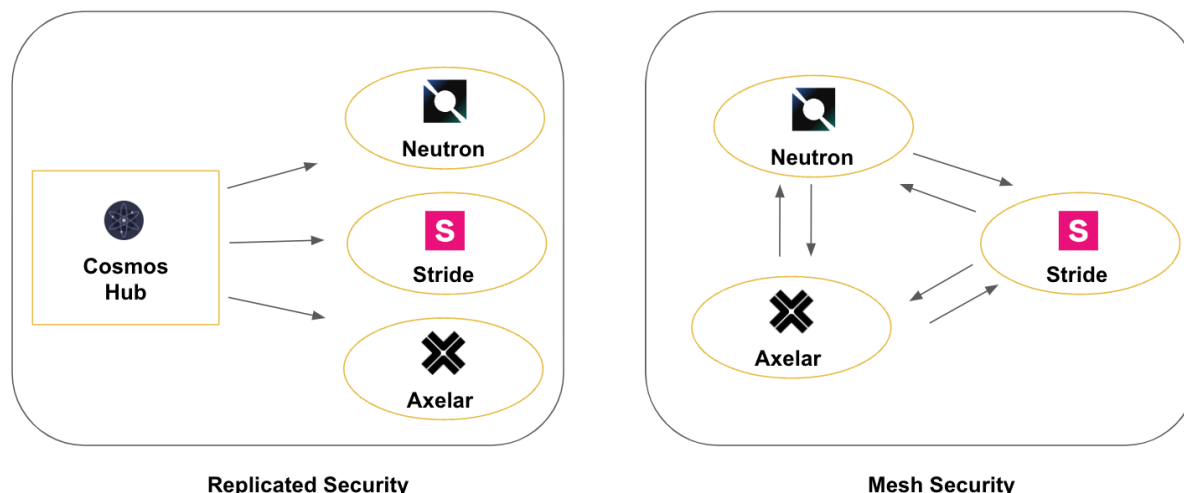 Neutron
S
Stride
Cosmos
Hub
Axelar
Replicated Security
Neutron
S
Stride
Axelar
Mesh Security